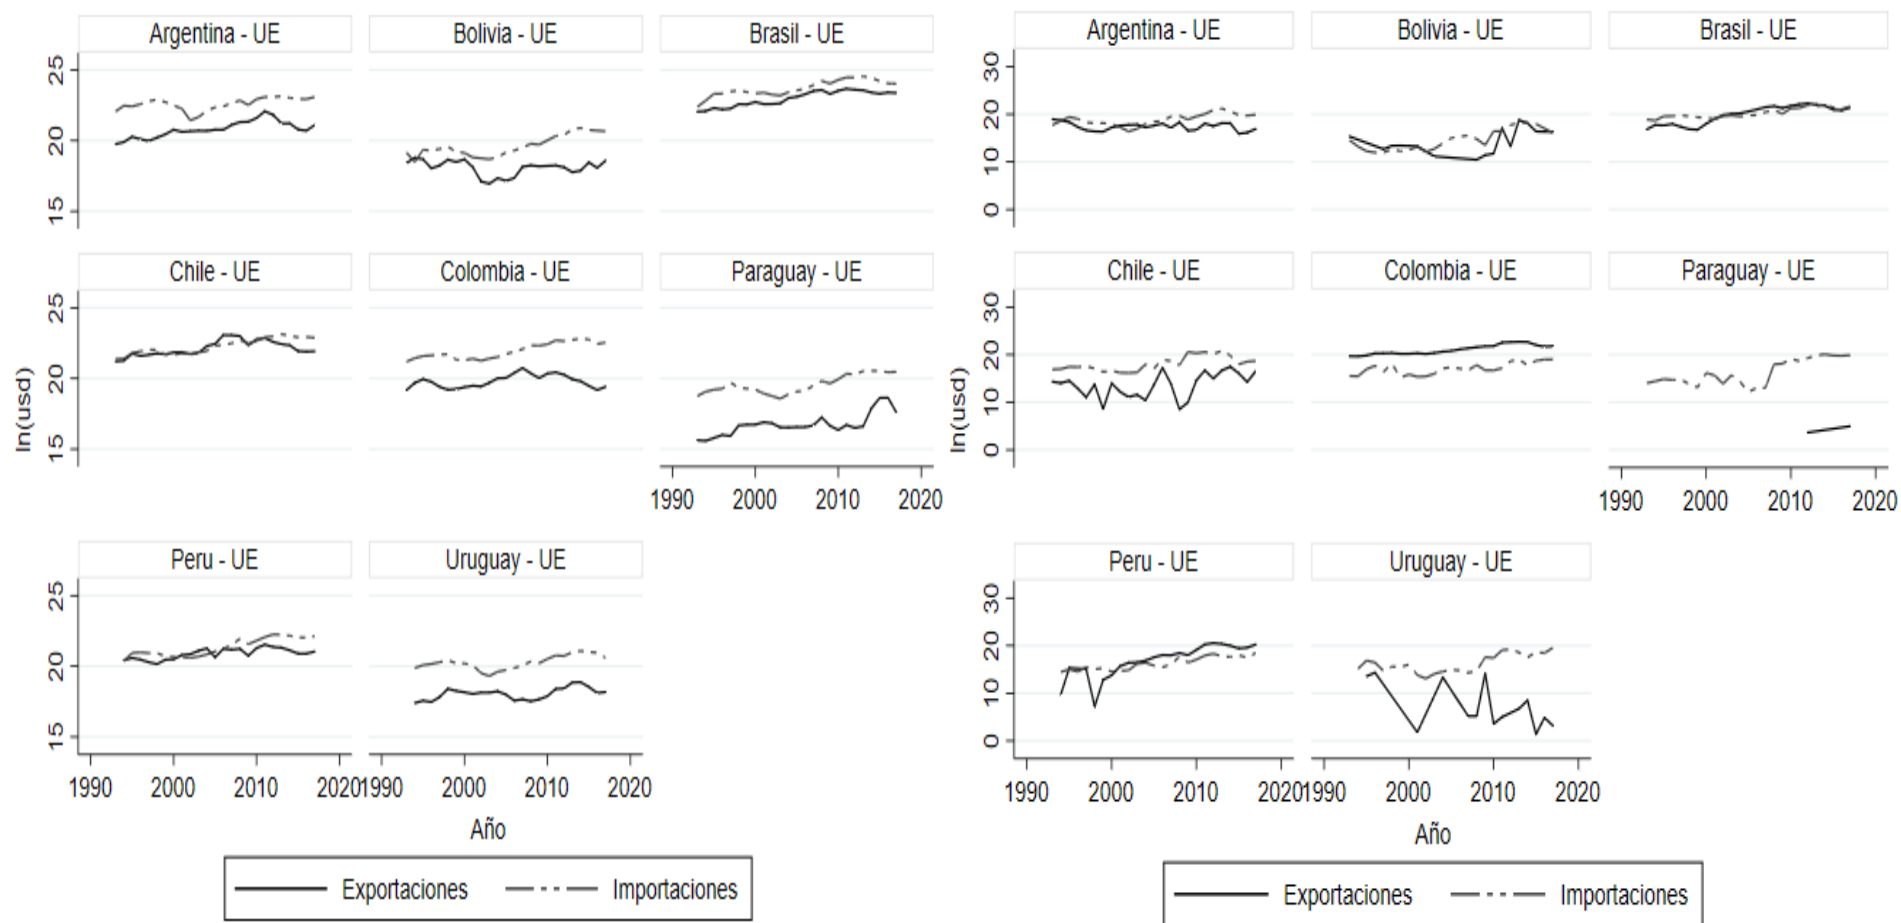 Argentina - UE
Bolivia - UE
Brasil - UE
25
20
15
Chile - UE
Colombia - UE
Paraguay - UE
25
20
15
ln(usd)
1990 2000 2010 2020
Peru - UE
Uruguay - UE
25
20
15
1990 2000 2010 2020
1990 2000 2010 2020
Año
Exportaciones
Importaciones
Argentina - UE
Bolivia - UE
Brasil - UE
30
20
10
0
Chile - UE
Colombia - UE
Paraguay - UE
30
20
10
0
ln(usd)
1990 2000 2010 2020
Peru - UE
Uruguay - UE
30
20
10
0
1990 2000 2010 2020
1990 2000 2010 2020
Año
Exportaciones
Importaciones